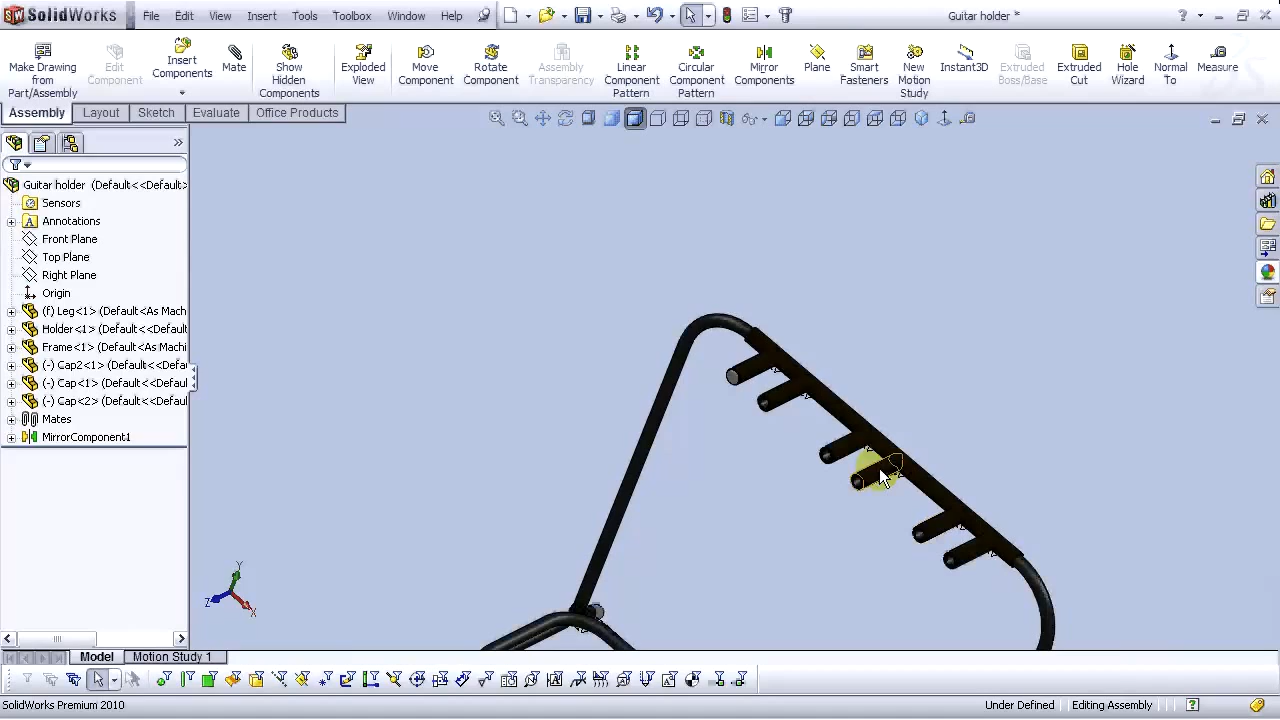 SolidWorks File Edit View Insert Tools Toolbox Window Help Guitar holder *
Make Drawing from Part/Assembly
Edit Component
Insert Components
Mate
Show Hidden Components
Exploded View
Move Component
Rotate Component
Assembly Transparency
Linear Component Pattern
Circular Component Pattern
Mirror Components
Plane
Smart Fasteners
New Motion Study
Instant3D
Extruded Boss/Base
Extruded Cut
Hole Wizard
Normal To
Measure
Assembly Layout Sketch Evaluate Office Products
Guitar holder (Default<<Default>
Sensors
Annotations
Front Plane
Top Plane
Right Plane
Origin
(f) Leg<1> (Default<As Machi
Holder<1> (Default<<Default
Frame<1> (Default<As Machi
(-) Cap2<1> (Default<<Defa
(-) Cap<1> (Default<<Defaul
(-) Cap<2> (Default<<Defaul
Mates
MirrorComponent1
Y
Z
X
Model Motion Study 1
SolidWorks Premium 2010 Under Defined Editing Assembly